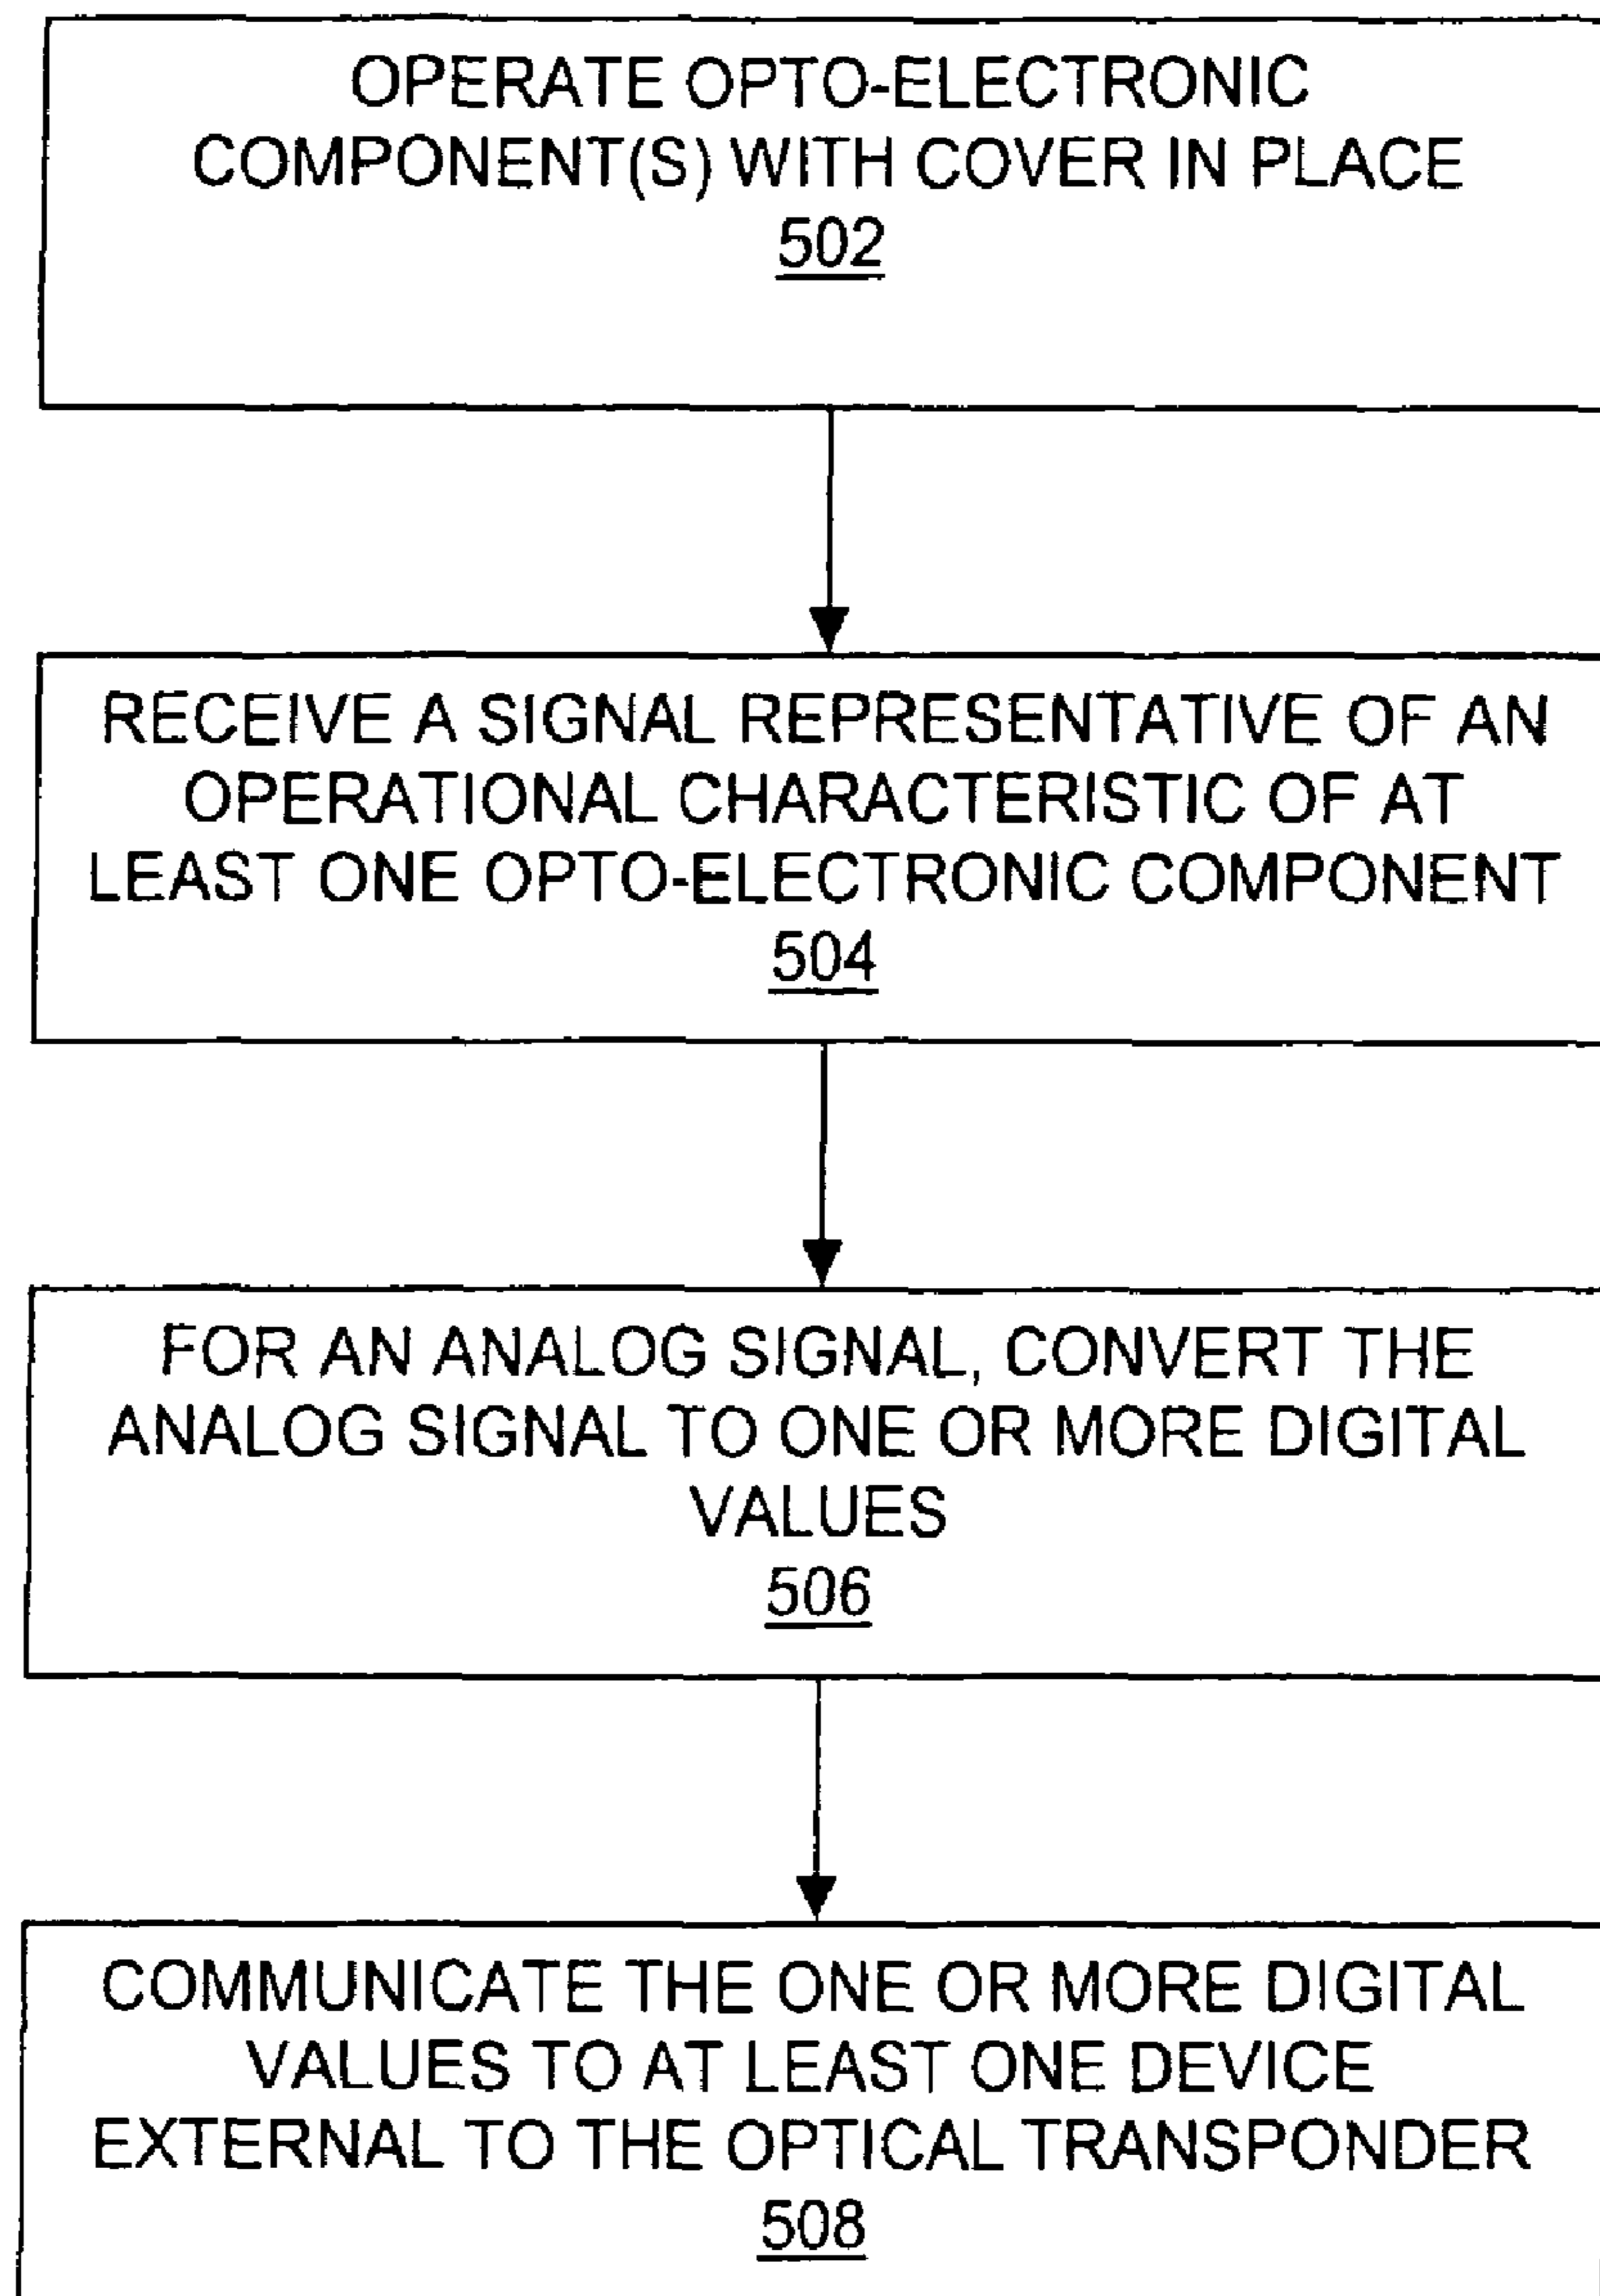 OPERATE OPTO-ELECTRONIC
COMPONENT(S) WITH COVER IN PLACE
502
RECEIVE A SIGNAL REPRESENTATIVE OF AN
OPERATIONAL CHARACTERISTIC OF AT
LEAST ONE OPTO-ELECTRONIC COMPONENT
504
FOR AN ANALOG SIGNAL, CONVERT THE
ANALOG SIGNAL TO ONE OR MORE DIGITAL
VALUES
506
COMMUNICATE THE ONE OR MORE DIGITAL
VALUES TO AT LEAST ONE DEVICE
EXTERNAL TO THE OPTICAL TRANSPONDER
508